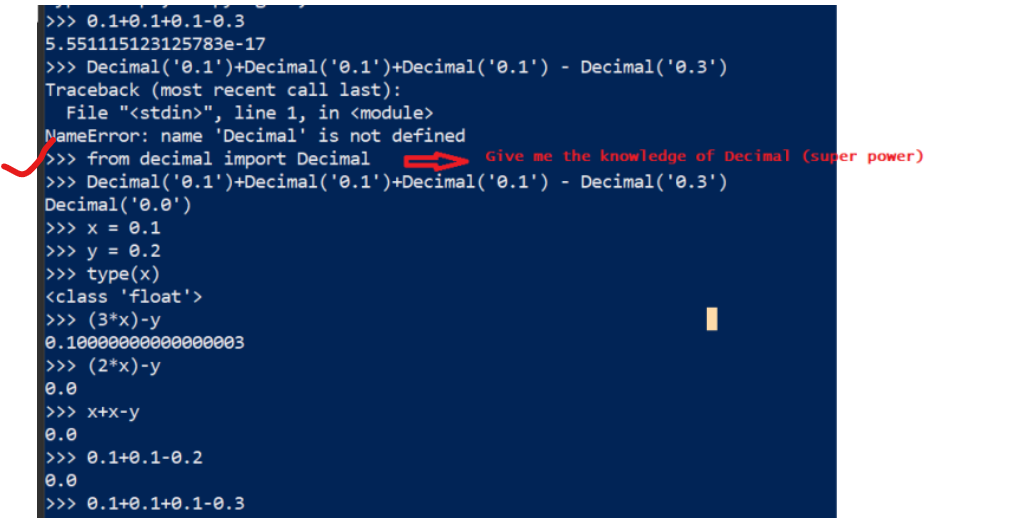 >>> 0.1+0.1+0.1-0.3
5.551115123125783e-17
>>> Decimal('0.1')+Decimal('0.1')+Decimal('0.1') - Decimal('0.3')
Traceback (most recent call last):
  File "<stdin>", line 1, in <module>
NameError: name 'Decimal' is not defined
>>> from decimal import Decimal Give me the knowledge of Decimal (super power)
>>> Decimal('0.1')+Decimal('0.1')+Decimal('0.1') - Decimal('0.3')
Decimal('0.0')
>>> x = 0.1
>>> y = 0.2
>>> type(x)
<class 'float'>
>>> (3*x)-y
0.10000000000000003
>>> (2*x)-y
0.0
>>> x+x-y
0.0
>>> 0.1+0.1-0.2
0.0
>>> 0.1+0.1+0.1-0.3